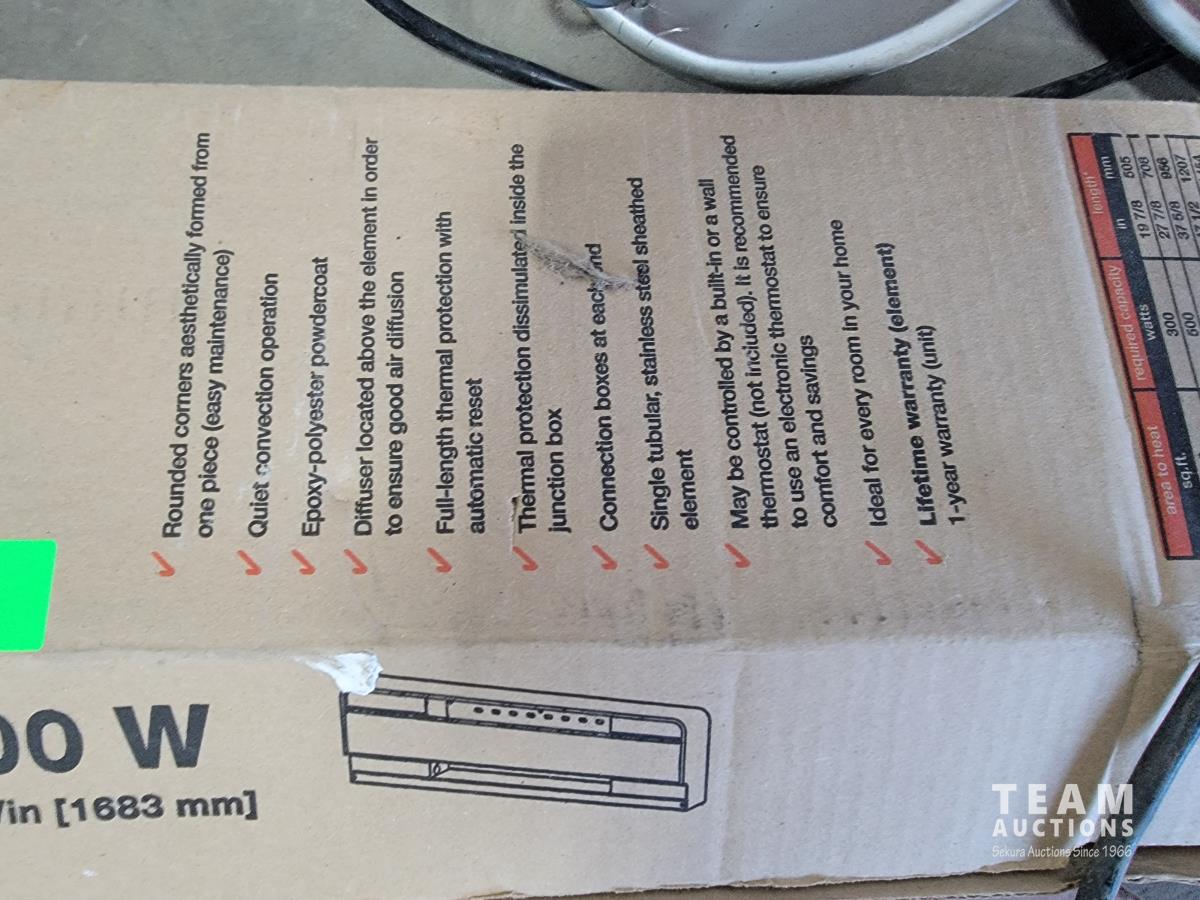 Rounded corners aesthetically formed from
one piece (easy maintenance)
Quiet convection operation
Epoxy-polyester powdercoat
Diffuser located above the element in order
to ensure good air diffusion
Full-length thermal protection with
automatic reset
Thermal protection dissimulated inside the
junction box
Connection boxes at each end
Single tubular, stainless steel sheathed
element
May be controlled by a built-in or a wall
thermostat (not included). It is recommended
to use an electronic thermostat to ensure
comfort and savings
Ideal for every room in your home
Lifetime warranty (element)
1-year warranty (unit)
area to heat required capacity length*
sq.ft. watts in mm
300 19 7/8 505
27 7/8 708
37 5/8 956
1207
00 W
/in [1683 mm]
TEAM
AUCTIONS
Sekura Auctions Since 1966